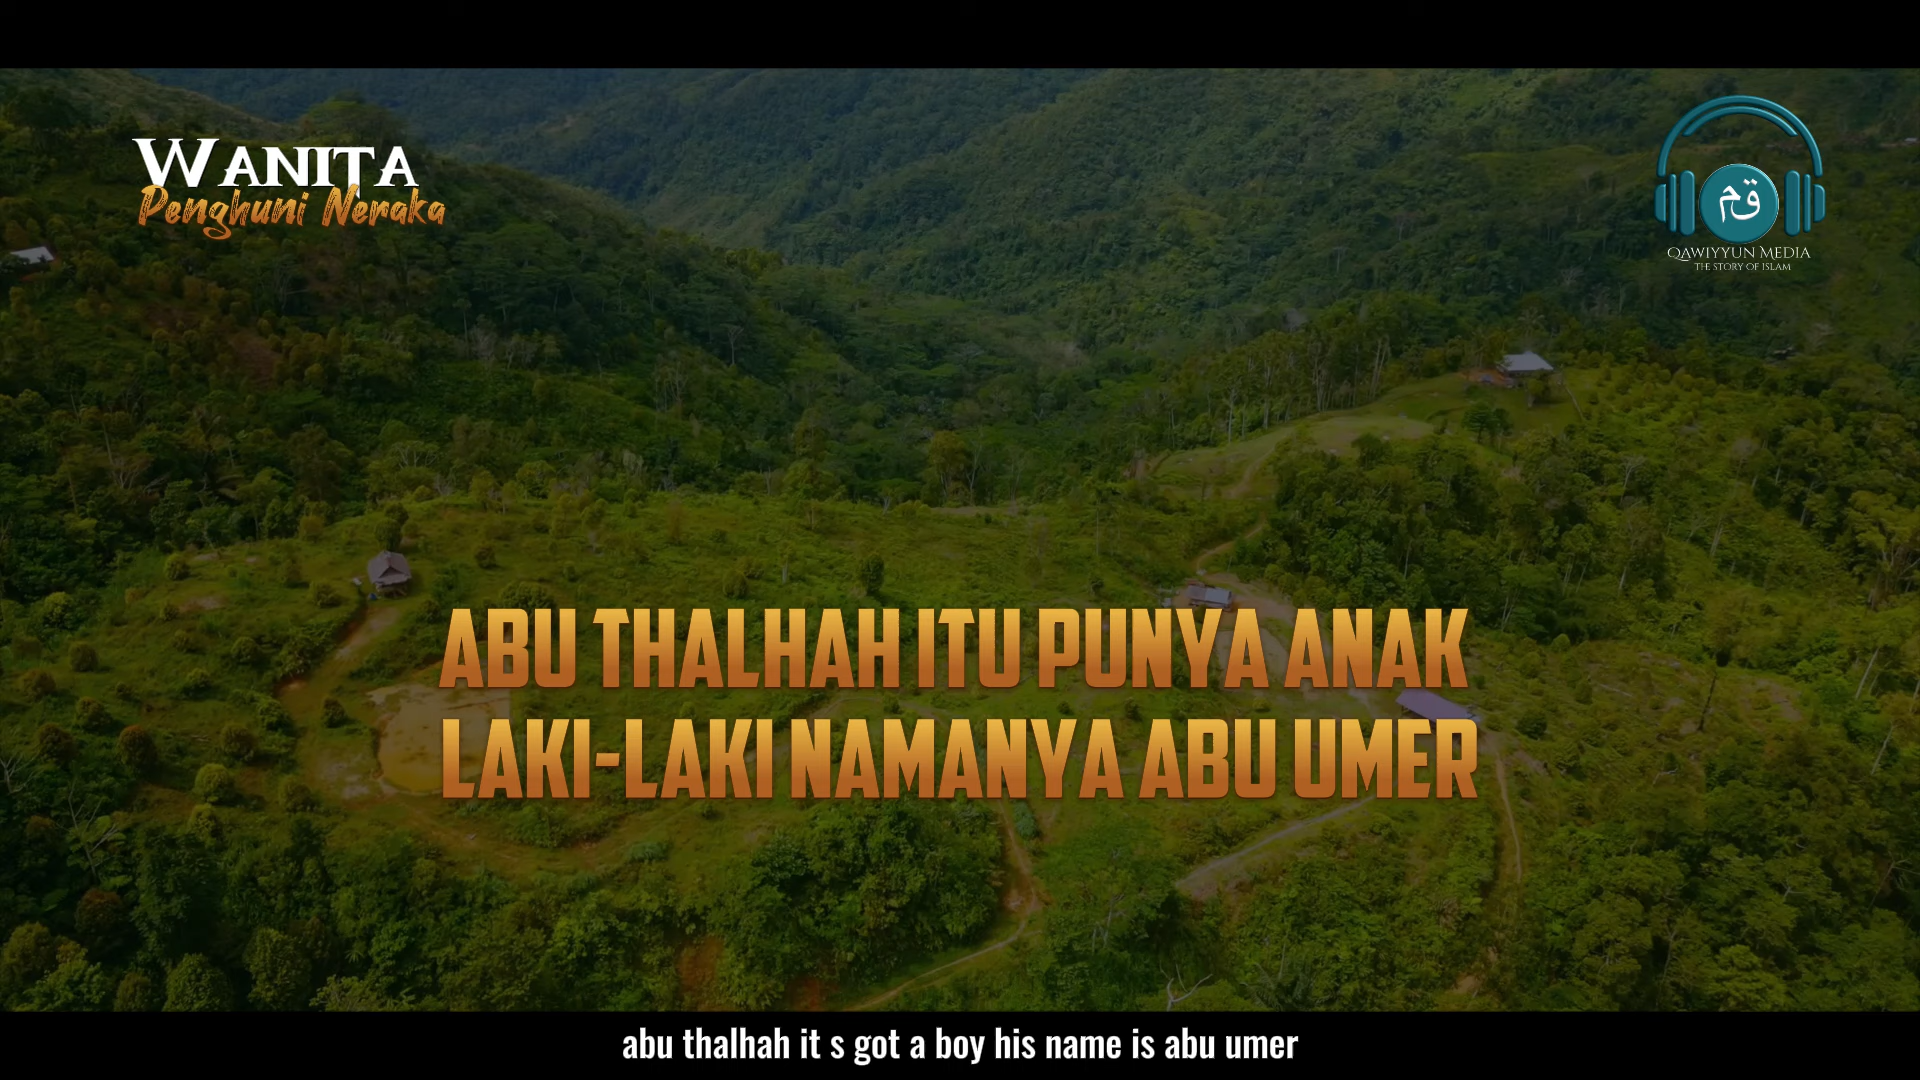 WANITA
Penghuni Neraka
قم
QAWIYYUN MEDIA
THE STORY OF ISLAM
ABU THALHAH ITU PUNYA ANAK
LAKI-LAKI NAMANYA ABU UMER
abu thalhah it s got a boy his name is abu umer